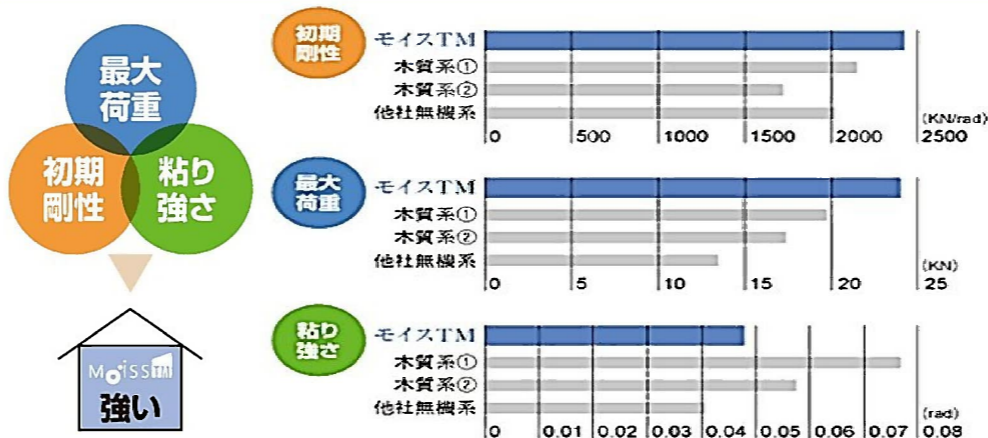 最大
荷重
初期
剛性
粘り
強さ
MOISSTM
強い
初期
剛性
モイスTM
木質系①
木質系②
他社無機系
0 500 1000 1500 2000 2500
(KN/rad)
最大
荷重
モイスTM
木質系①
木質系②
他社無機系
0 5 10 15 20 25
(KN)
粘り
強さ
モイスTM
木質系①
木質系②
他社無機系
0 0.01 0.02 0.03 0.04 0.05 0.06 0.07 0.08
(rad)